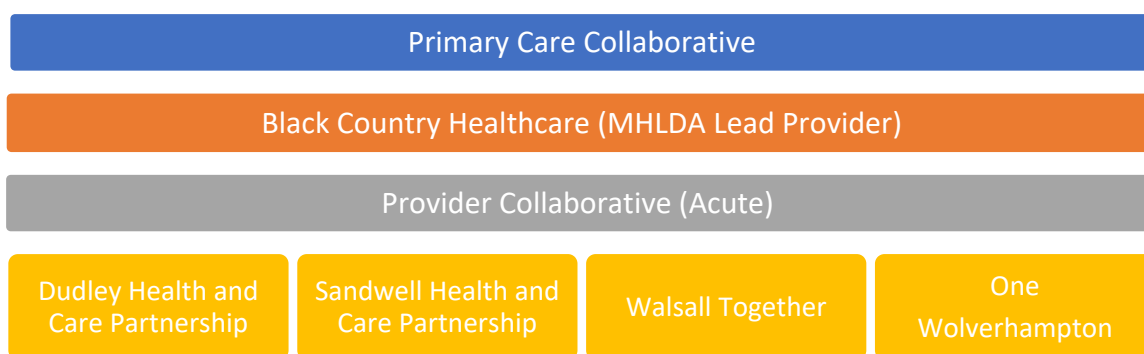 Primary Care Collaborative
Black Country Healthcare (MHLDA Lead Provider)
Provider Collaborative (Acute)
Dudley Health and
Care Partnership
Sandwell Health and
Care Partnership
Walsall Together
One
Wolverhampton